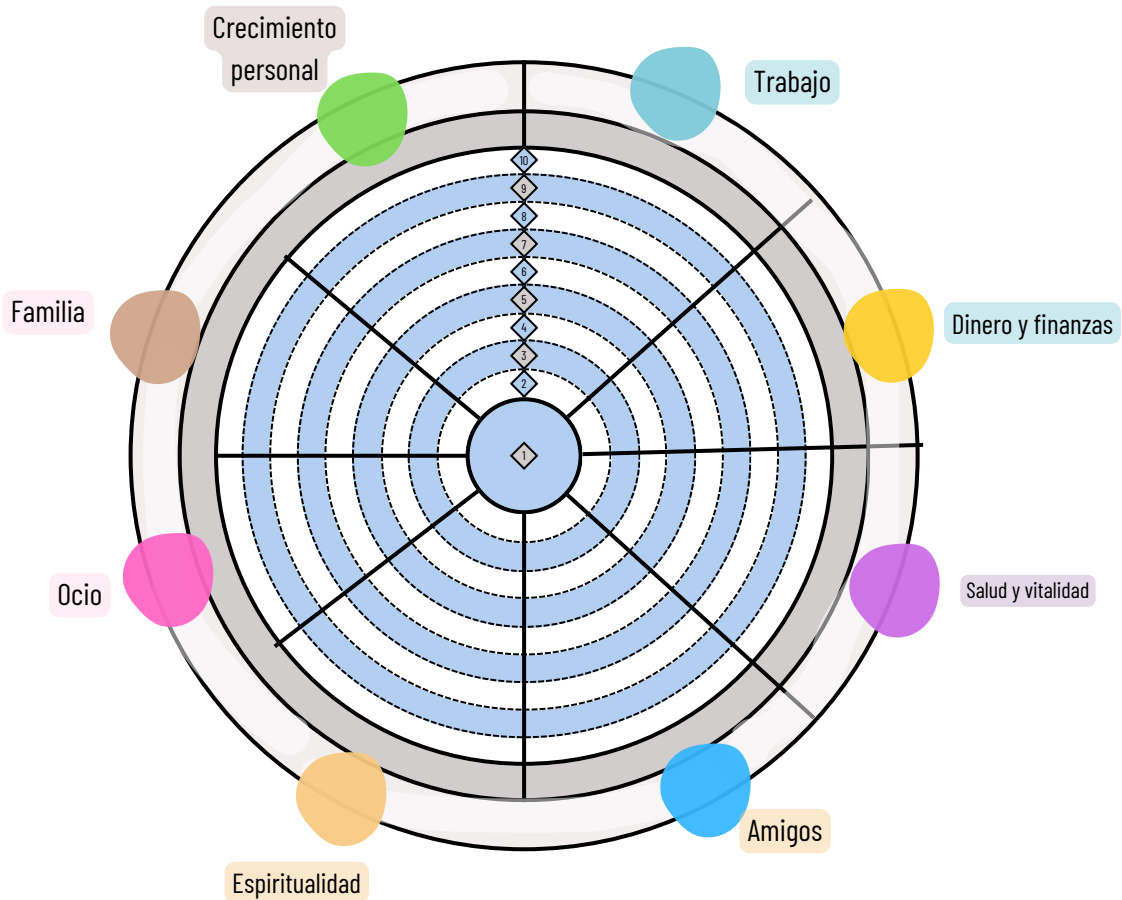 Crecimiento
personal
Trabajo
10
9
8
7
6
5
4
3
2
1
Familia
Dinero y finanzas
Ocio
Salud y vitalidad
Amigos
Espiritualidad